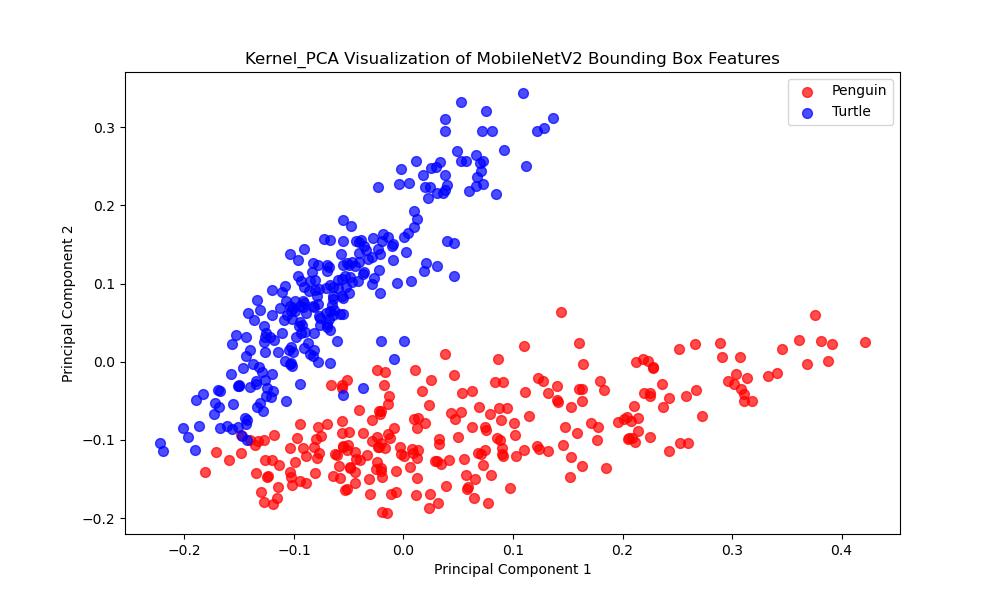 Kernel_PCA Visualization of MobileNetV2 Bounding Box Features
Penguin
Turtle
Principal Component 2
0.3
0.2
0.1
0.0
−0.1
−0.2
−0.2
−0.1
0.0
0.1
0.2
0.3
0.4
Principal Component 1